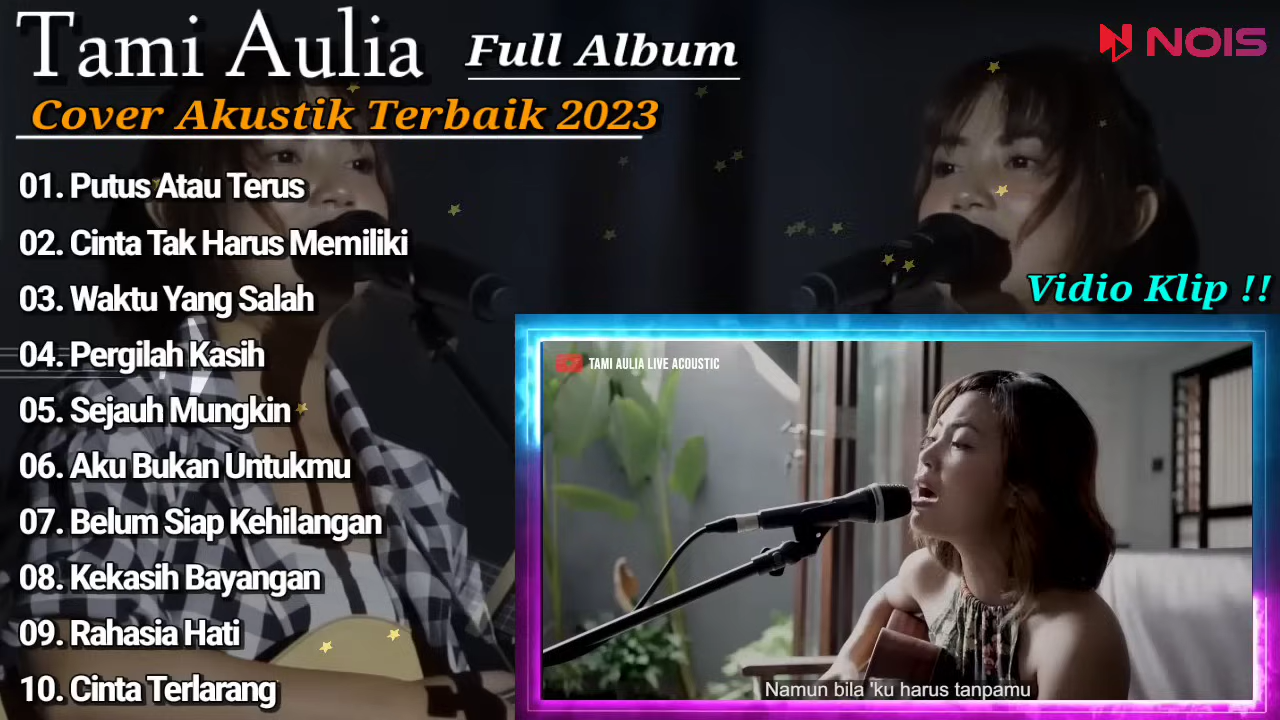 Tami Aulia Full Album
NOIS
Cover Akustik Terbaik 2023
01. Putus Atau Terus
02. Cinta Tak Harus Memiliki
03. Waktu Yang Salah
04. Pergilah Kasih
05. Sejauh Mungkin
06. Aku Bukan Untukmu
07. Belum Siap Kehilangan
08. Kekasih Bayangan
09. Rahasia Hati
10. Cinta Terlarang
Vidio Klip !!
TAMI AULIA LIVE ACOUSTIC
Namun bila 'ku harus tanpamu